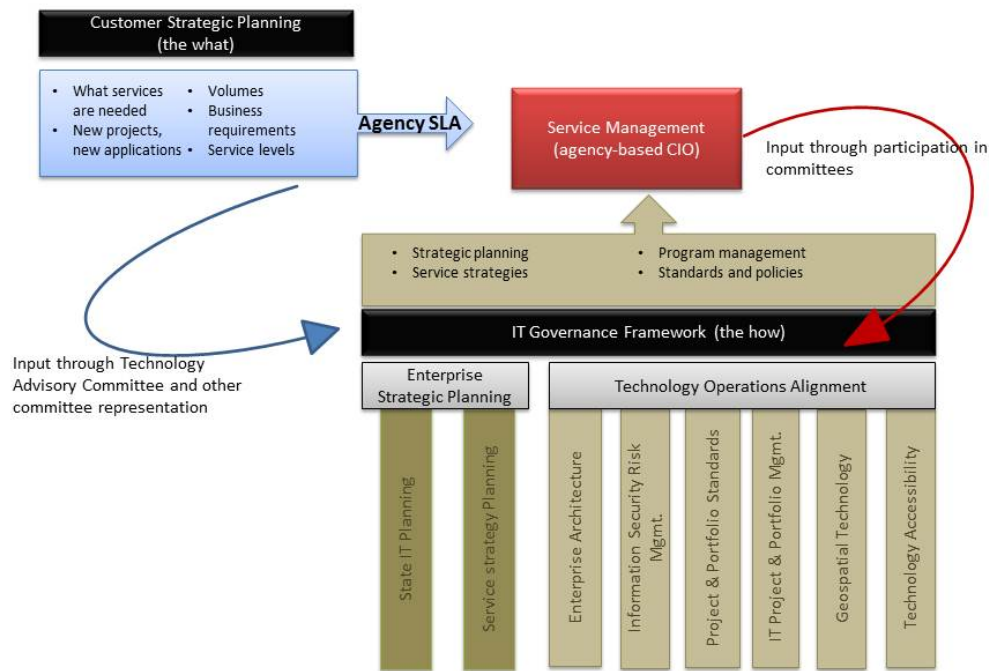 Customer Strategic Planning
(the what)
• What services
are needed
• New projects,
new applications
• Volumes
• Business
requirements
• Service levels
Agency SLA
Service Management
(agency-based CIO)
Input through participation in
committees
• Strategic planning
• Service strategies
• Program management
• Standards and policies
IT Governance Framework (the how)
Input through Technology
Advisory Committee and other
committee representation
Enterprise
Strategic Planning
Technology Operations Alignment
State IT Planning
Service strategy Planning
Enterprise Architecture
Information Security Risk
Mgmt.
Project & Portfolio Standards
IT Project & Portfolio Mgmt.
Geospatial Technology
Technology Accessibility